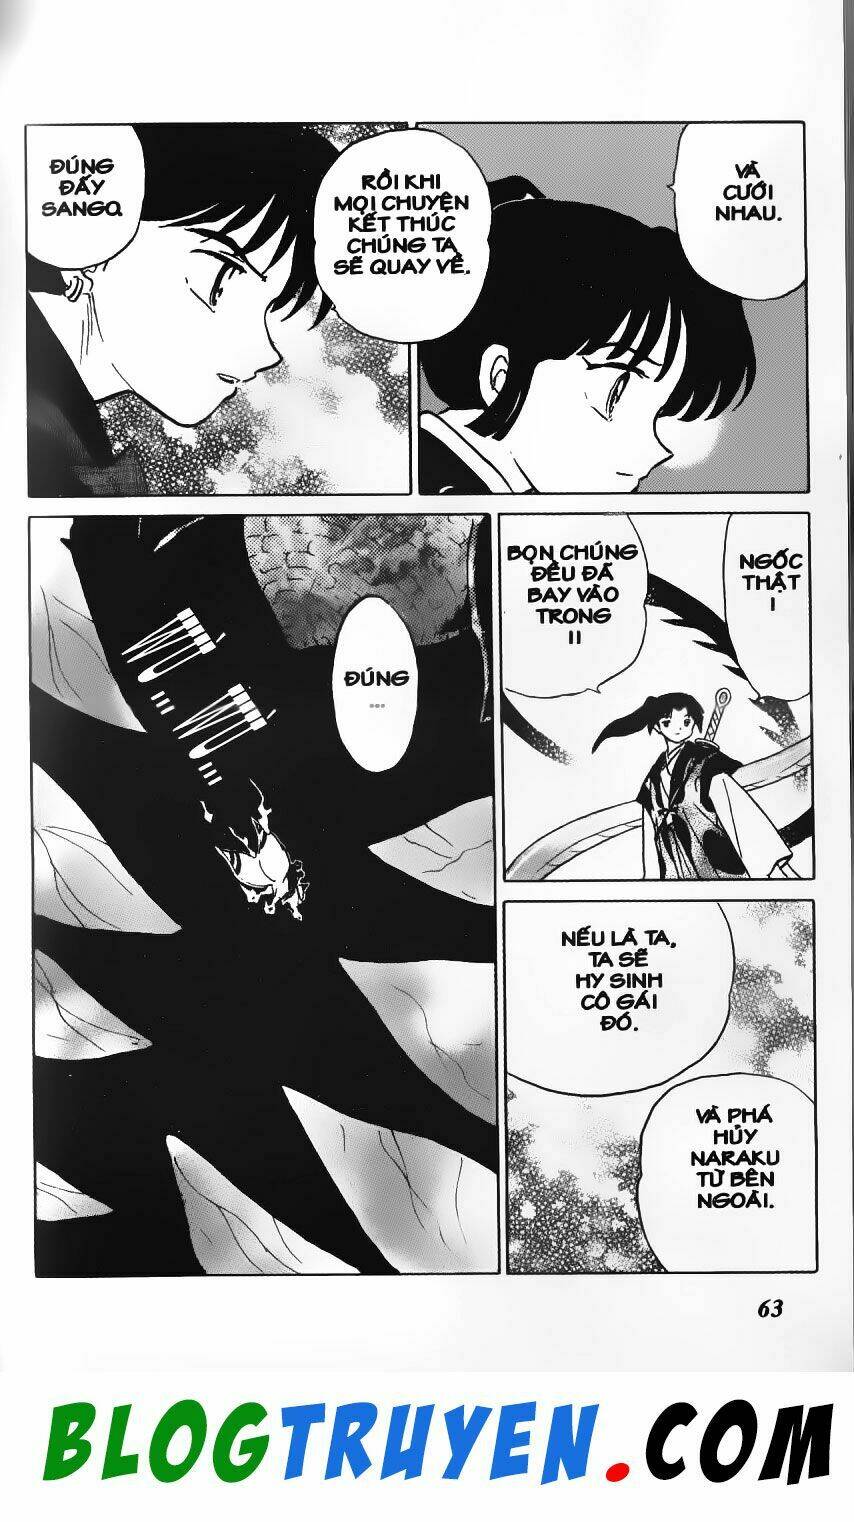 ĐÚNG
ĐẤY
SANGO.
RỒI KHI
MỌI CHUYỆN
KẾT THÚC
CHÚNG TA
SẼ QUAY VỀ.
VÀ
CƯỚI
NHAU.
ĐÚNG
...
BỌN CHÚNG
ĐỀU ĐÃ
BAY VÀO
TRONG
!!
NGỐC
THẬT
!
NẾU LÀ TA,
TA SẼ
HY SINH
CÔ GÁI
ĐÓ.
VÀ PHÁ
HỦY
NARAKU
TỪ BÊN
NGOÀI.
63
BLOGTRUYEN.COM